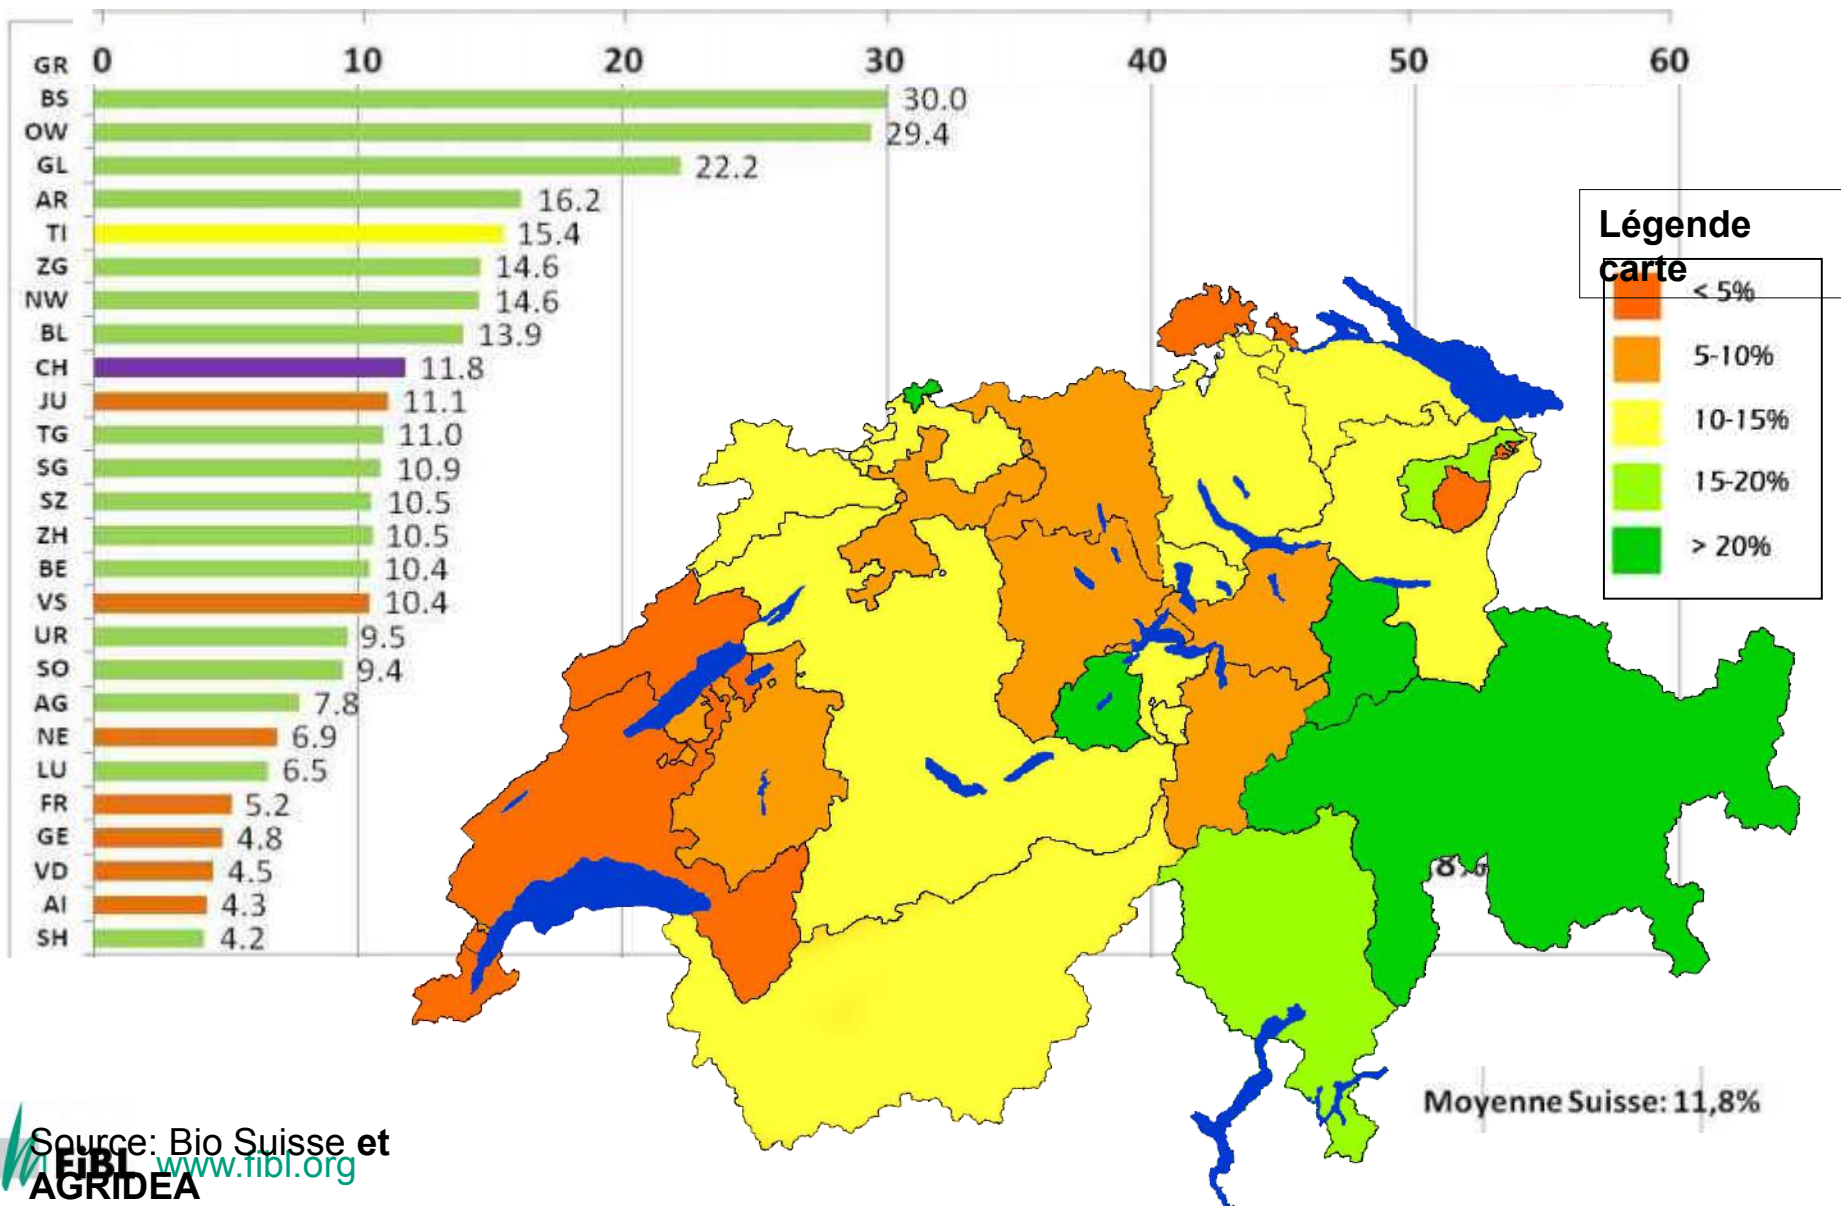 0 10 20 30 40 50 60
GR
BS 30.0
OW 29.4
GL 22.2
AR 16.2
TI 15.4
ZG 14.6
NW 14.6
BL 13.9
CH 11.8
JU 11.1
TG 11.0
SG 10.9
SZ 10.5
ZH 10.5
BE 10.4
VS 10.4
UR 9.5
SO 9.4
AG 7.8
NE 6.9
LU 6.5
FR 5.2
GE 4.8
VD 4.5
AI 4.3
SH 4.2
Légende
carte
< 5%
5-10%
10-15%
15-20%
> 20%
8%
Moyenne Suisse: 11,8%
Source: Bio Suisse et
FiBL www.fibl.org
AGRIDEA